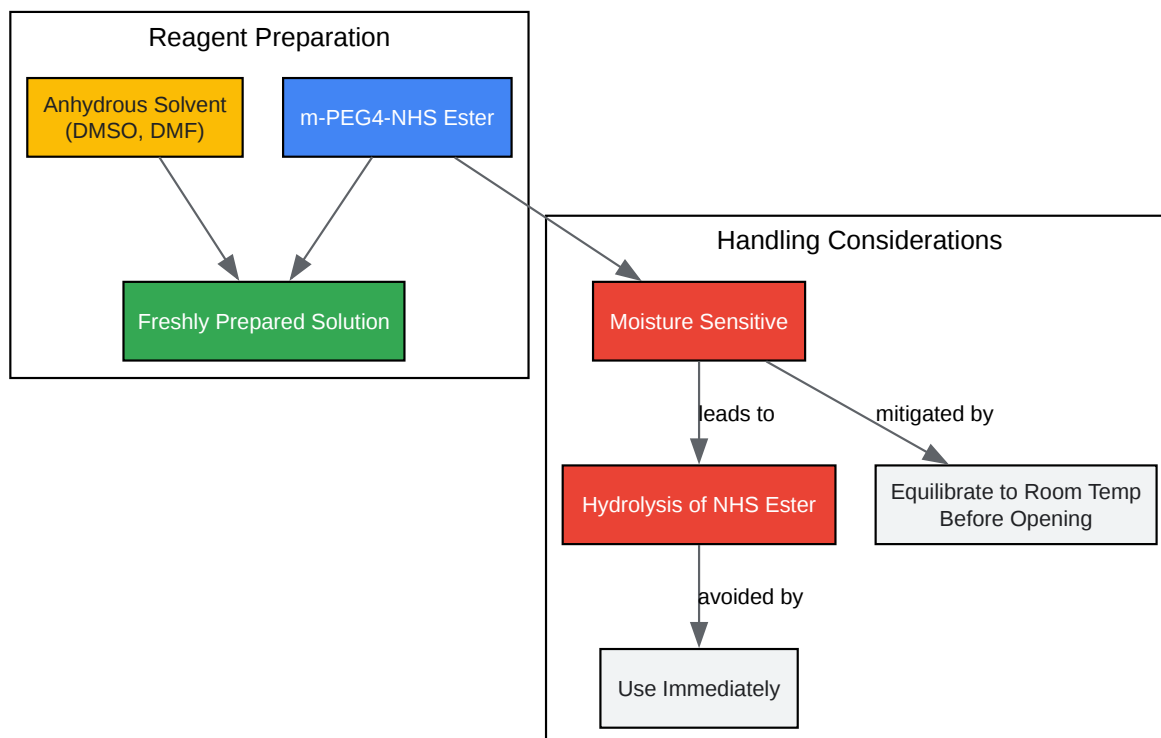 Reagent Preparation
Anhydrous Solvent
(DMSO, DMF)
m-PEG4-NHS Ester
Freshly Prepared Solution
Handling Considerations
Moisture Sensitive
leads to
mitigated by
Hydrolysis of NHS Ester
Equilibrate to Room Temp
Before Opening
avoided by
Use Immediately